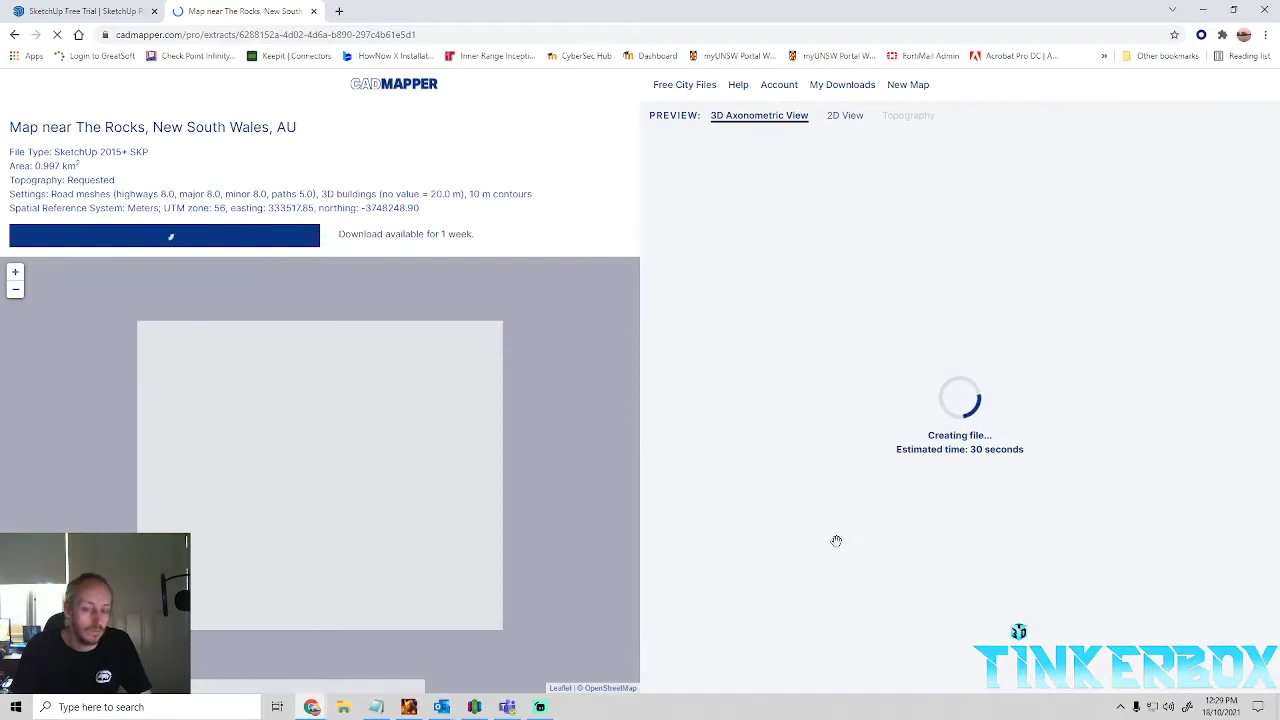 SketchUp Free Trial | SketchUp P
Map near The Rocks, New South
cadmapper.com/pro/extracts/6288152a-4d02-4d6a-b890-297c4b61e5d1
Apps
Login to GreatSoft
Check Point Infinity...
Keepit | Connectors
HowNow X Installat...
Inner Range Incepti...
CyberSec Hub
Dashboard
myUNSW Portal W...
myUNSW Portal W...
FortiMail Admin
Acrobat Pro DC | A...
Other bookmarks
Reading list
CADMAPPER
Free City Files
Help
Account
My Downloads
New Map
Map near The Rocks, New South Wales, AU
File Type: SketchUp 2015+ SKP
Area: 0.997 km²
Topography: Requested
Settings: Road meshes (highways 8.0, major 8.0, minor 8.0, paths 5.0), 3D buildings (no value = 20.0 m), 10 m contours
Spatial Reference System: Meters; UTM zone: 56, easting: 333517.85, northing: -3748248.90
Download available for 1 week.
+
−
PREVIEW:
3D Axonometric View
2D View
Topography
Creating file...
Estimated time: 30 seconds
Leaflet | © OpenStreetMap
TINKERBOY
Type here to search
12:29 PM
18/10/2021